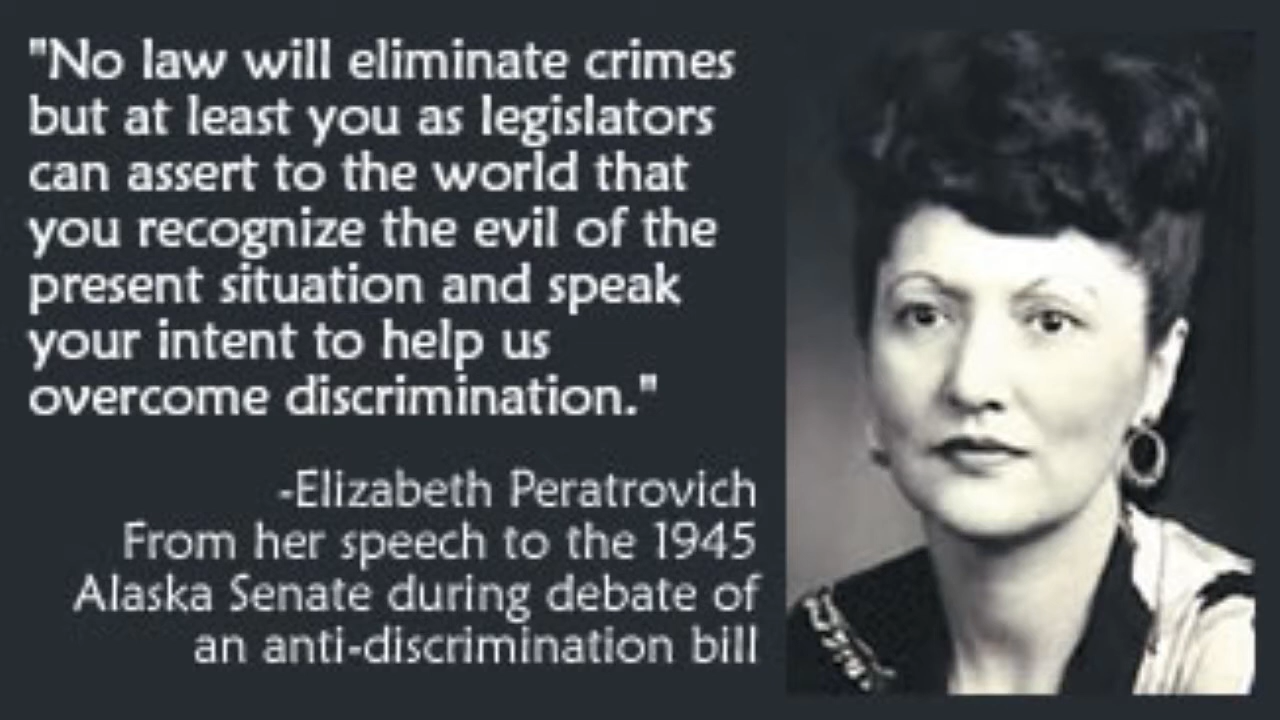 "No law will eliminate crimes
but at least you as legislators
can assert to the world that
you recognize the evil of the
present situation and speak
your intent to help us
overcome discrimination."
-Elizabeth Peratrovich
From her speech to the 1945
Alaska Senate during debate of
an anti-discrimination bill